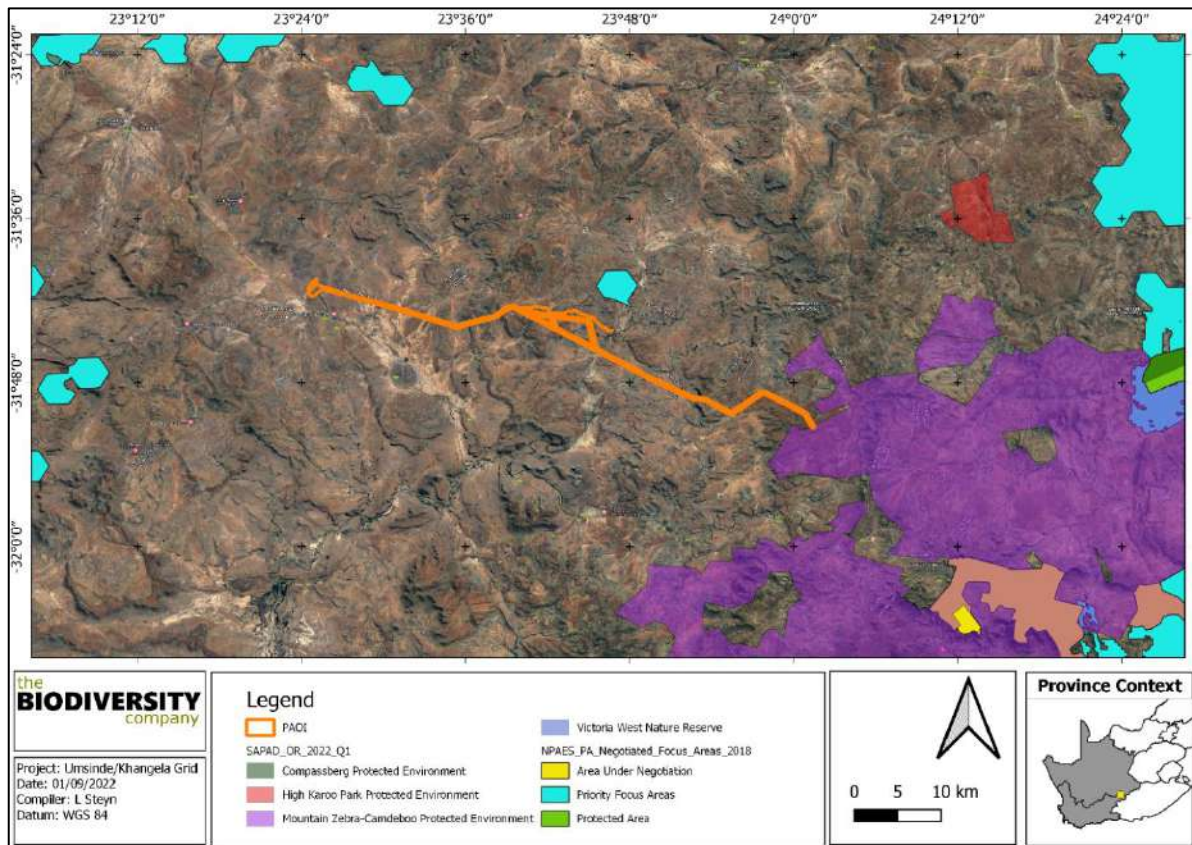 23°12'0" 23°24'0" 23°36'0" 23°48'0" 24°0'0" 24°12'0" 24°24'0"
-31°24'0"
-31°36'0"
-31°48'0"
-32°0'0"
the
BIODIVERSITY
company
Project: Umsinde/Khangela Grid
Date: 01/09/2022
Compiler: L Steyn
Datum: WGS 84
Legend
PAOI
SAPAD_OR_2022_Q1
Compassberg Protected Environment
High Karoo Park Protected Environment
Mountain Zebra-Camdeboo Protected Environment
Victoria West Nature Reserve
NPAES_PA_Negotiated_Focus_Areas_2018
Area Under Negotiation
Priority Focus Areas
Protected Area
0 5 10 km
Province Context